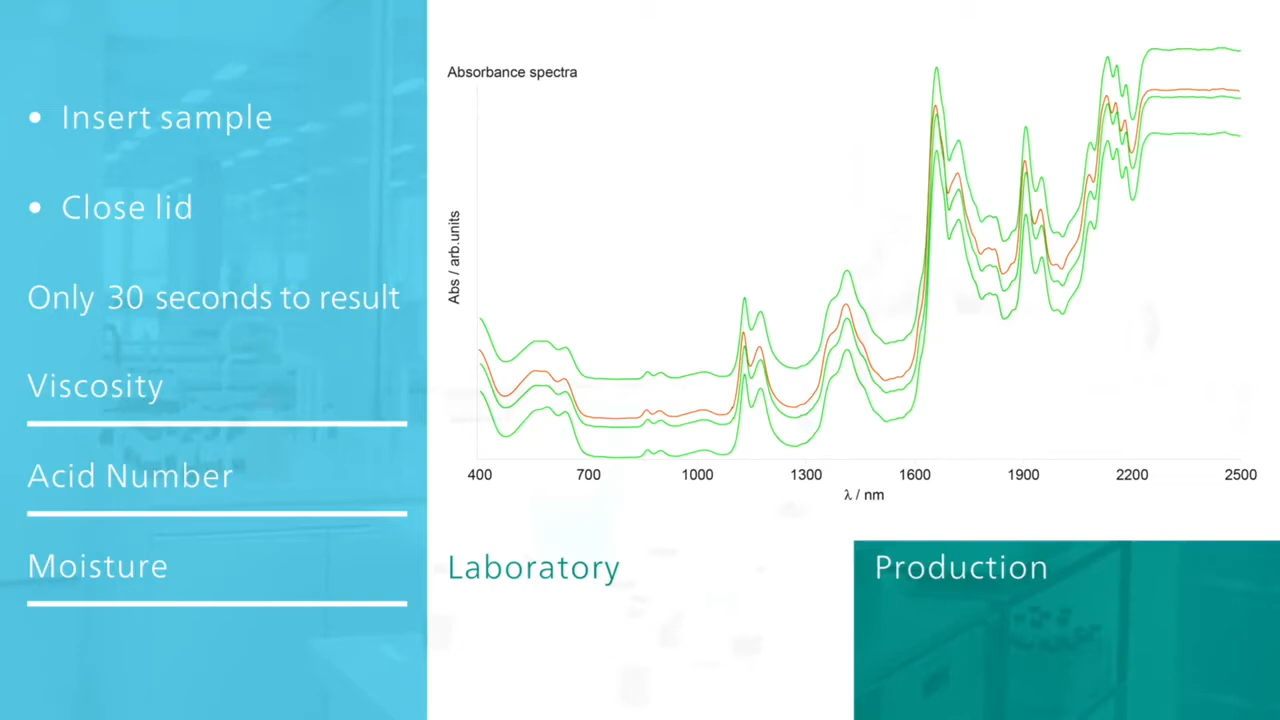 • Insert sample
• Close lid
Only 30 seconds to result
Viscosity
Acid Number
Moisture
Absorbance spectra
Abs / arb.units
400 700 1000 1300 1600 1900 2200 2500
λ / nm
Laboratory
Production